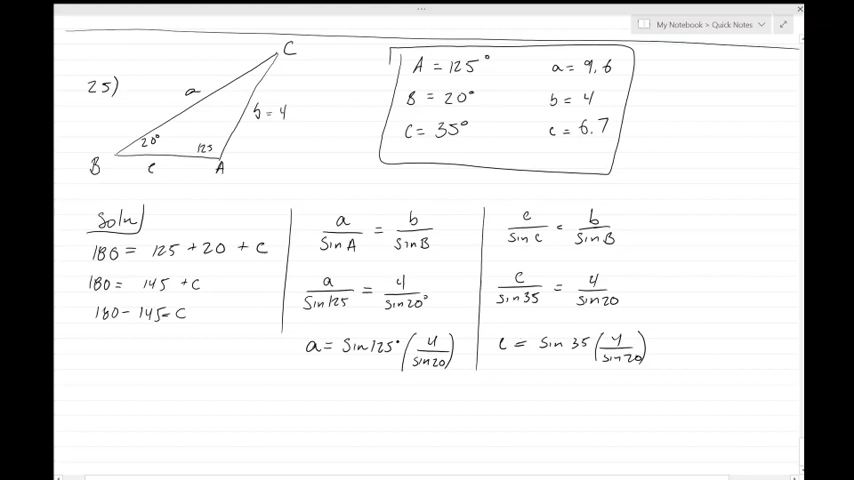 My Notebook > Quick Notes
25)
C
a
b = 4
20°
125
B
c
A
A = 125°
a = 9.6
B = 20°
b = 4
C = 35°
c = 6.7
Soln
180 = 125 + 20 + C
180 = 145 + C
180 - 145 = C
a/sin A = b/sin B
a/sin 125 = 4/sin 20°
a = sin 125° (4/sin 20)
c/sin C = b/sin B
c/sin 35 = 4/sin 20
c = sin 35 (4/sin 20)